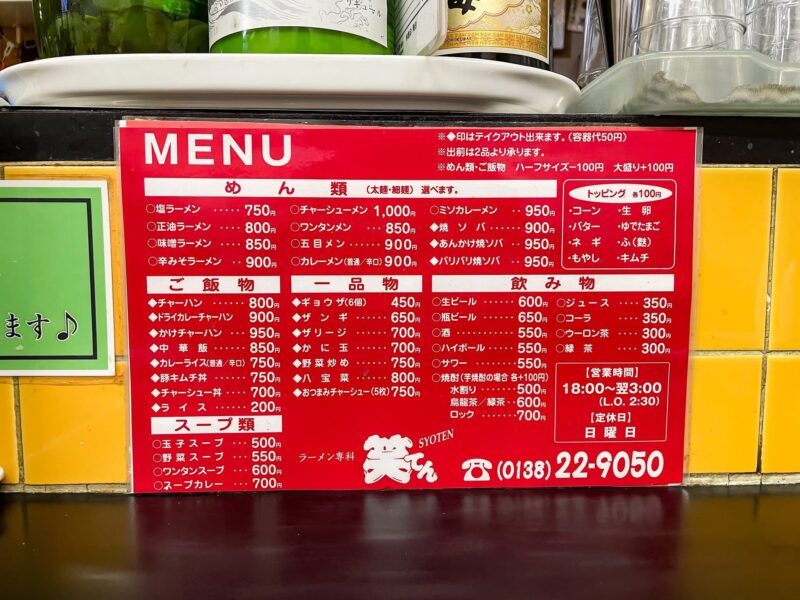 MENU
※◆印はテイクアウト出来ます。(容器代50円)
※出前は2品より承ります。
※めん類・ご飯物 ハーフサイズ−100円 大盛り+100円
めん類 (太麺・細麺) 選べます。
○塩ラーメン ····· 750円
○正油ラーメン ···· 800円
○味噌ラーメン ···· 850円
○辛みそラーメン ··· 900円
○チャーシューメン 1,000円
○ワンタンメン ··· 850円
○五目メン ···· 900円
○カレーメン(普通/辛口) 900円
○ミソカレーメン ·· 950円
◆焼ソバ ······ 900円
◆あんかけ焼ソバ ·· 950円
◆バリバリ焼ソバ ·· 950円
トッピング 各100円
・コーン ・生卵
・バター ・ゆでたまご
・ネギ ・ふ(麩)
・もやし ・キムチ
ご飯物
◆チャーハン ······ 800円
◆ドライカレーチャーハン 900円
◆かけチャーハン ··· 950円
◆中華飯 ······ 850円
◆カレーライス(普通/辛口) 750円
◆豚キムチ丼 ····· 750円
◆チャーシュー丼 ··· 700円
◆ライス ······ 200円
スープ類
○玉子スープ ···· 500円
○野菜スープ ···· 550円
○ワンタンスープ ·· 600円
○スープカレー ··· 700円
一品物
◆ギョウザ(6個) 450円
◆ザンギ ····· 650円
◆ザリージ ···· 700円
◆かに玉 ····· 700円
◆野菜炒め ···· 750円
◆八宝菜 ····· 800円
◆おつまみチャーシュー(5枚) 750円
飲み物
○生ビール ····· 600円
○瓶ビール ····· 650円
○酒 ······· 550円
○ハイボール ···· 550円
○サワー ······ 550円
○焼酎(芋焼酎の場合 各+100円)
水割り ····· 500円
烏龍茶/緑茶 ·· 600円
ロック ····· 700円
○ジュース ···· 350円
○コーラ ····· 350円
○ウーロン茶 ··· 300円
○緑茶 ····· 300円
【営業時間】
18:00〜翌3:00
(L.O. 2:30)
【定休日】
日曜日
ラーメン専科
笑てん
SYOTEN
☎(0138)22-9050
ます♪